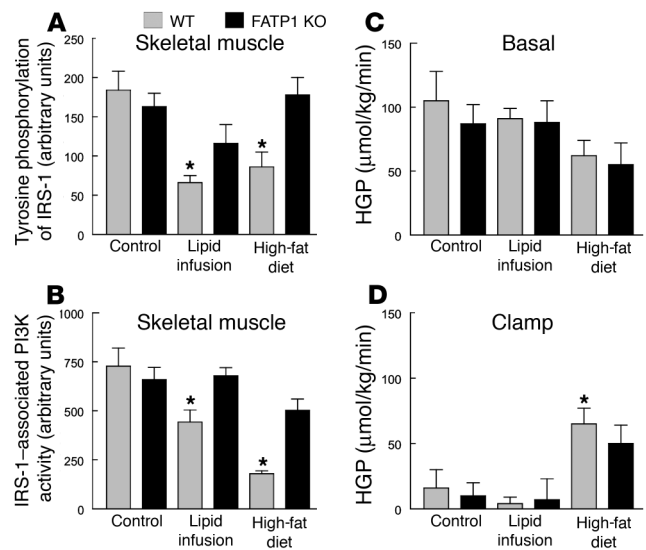 WT FATP1 KO
A
Skeletal muscle
Tyrosine phosphorylation
of IRS-1 (arbitrary units)
250
200
150
100
50
0
*
*
Control Lipid infusion High-fat diet
C
Basal
HGP (μmol/kg/min)
150
100
50
0
Control Lipid infusion High-fat diet
B
Skeletal muscle
IRS-1–associated PI3K
activity (arbitrary units)
1000
750
500
250
0
*
*
Control Lipid infusion High-fat diet
D
Clamp
HGP (μmol/kg/min)
150
100
50
0
*
Control Lipid infusion High-fat diet